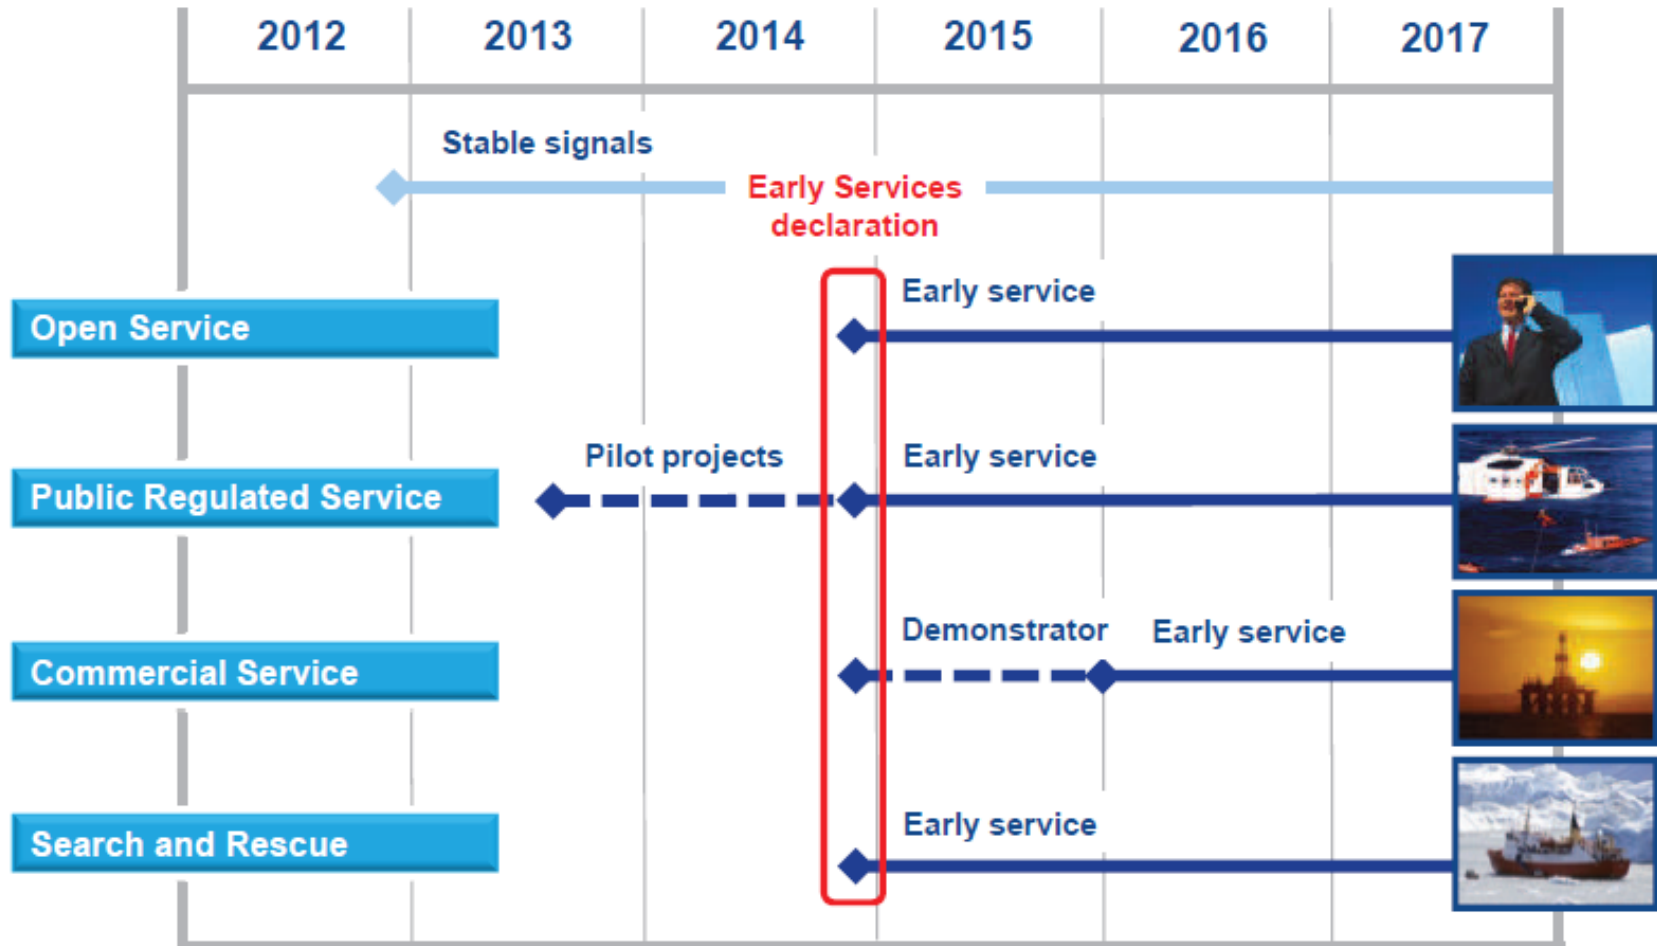 2012 2013 2014 2015 2016 2017
Stable signals
Early Services
declaration
Early service
Open Service
Pilot projects
Early service
Public Regulated Service
Demonstrator
Early service
Commercial Service
Early service
Search and Rescue